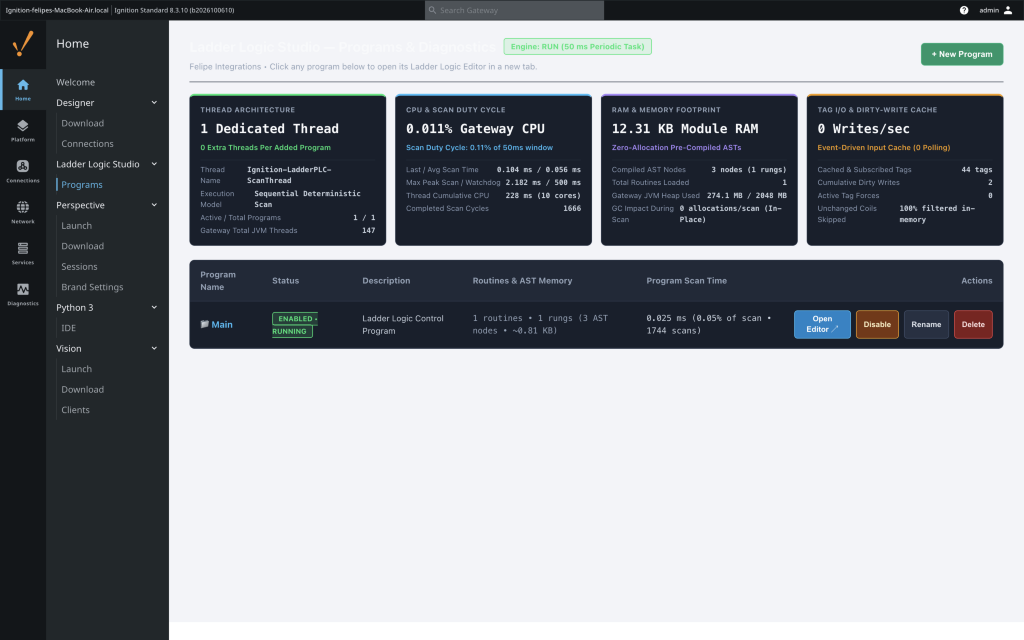 Ignition-felipes-MacBook-Air.local | Ignition Standard 8.3.10 (b2026100610)
Search Gateway
admin
Home
Platform
Connections
Network
Services
Diagnostics
Home
Welcome
Designer
Download
Connections
Ladder Logic Studio
Programs
Perspective
Launch
Download
Sessions
Brand Settings
Python 3
IDE
Vision
Launch
Download
Clients
Ladder Logic Studio — Programs & Diagnostics
Engine: RUN (50 ms Periodic Task)
Felipe Integrations • Click any program below to open its Ladder Logic Editor in a new tab.
+ New Program
THREAD ARCHITECTURE
1 Dedicated Thread
0 Extra Threads Per Added Program
Thread Name Ignition-LadderPLC-ScanThread
Execution Model Sequential Deterministic Scan
Active / Total Programs 1 / 1
Gateway Total JVM Threads 147
CPU & SCAN DUTY CYCLE
0.011% Gateway CPU
Scan Duty Cycle: 0.11% of 50ms window
Last / Avg Scan Time 0.104 ms / 0.056 ms
Max Peak Scan / Watchdog 2.182 ms / 500 ms
Thread Cumulative CPU 228 ms (10 cores)
Completed Scan Cycles 1666
RAM & MEMORY FOOTPRINT
12.31 KB Module RAM
Zero-Allocation Pre-Compiled ASTs
Compiled AST Nodes 3 nodes (1 rungs)
Total Routines Loaded 1
Gateway JVM Heap Used 274.1 MB / 2048 MB
GC Impact During Scan 0 allocations/scan (In-Place)
TAG I/O & DIRTY-WRITE CACHE
0 Writes/sec
Event-Driven Input Cache (0 Polling)
Cached & Subscribed Tags 44 tags
Cumulative Dirty Writes 2
Active Tag Forces 0
Unchanged Coils Skipped 100% filtered in-memory
Program Name
Status
Description
Routines & AST Memory
Program Scan Time
Actions
Main
ENABLED • RUNNING
Ladder Logic Control Program
1 routines • 1 rungs (3 AST nodes • ~0.81 KB)
0.025 ms (0.05% of scan • 1744 scans)
Open Editor ↗
Disable
Rename
Delete